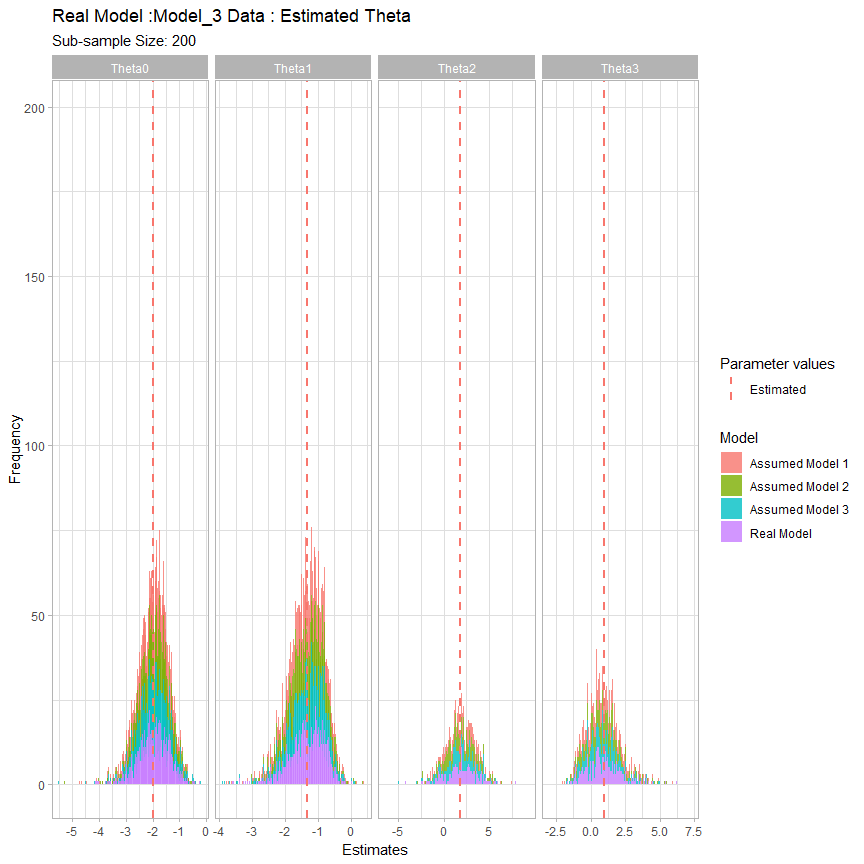 Real Model :Model_3 Data : Estimated Theta
Sub-sample Size: 200
Theta0 Theta1 Theta2 Theta3
200
150
100
50
0
Frequency
-5 -4 -3 -2 -1 0 -4 -3 -2 -1 0 -5 0 5 -2.5 0.0 2.5 5.0 7.5
Estimates
Parameter values
Estimated
Model
Assumed Model 1
Assumed Model 2
Assumed Model 3
Real Model